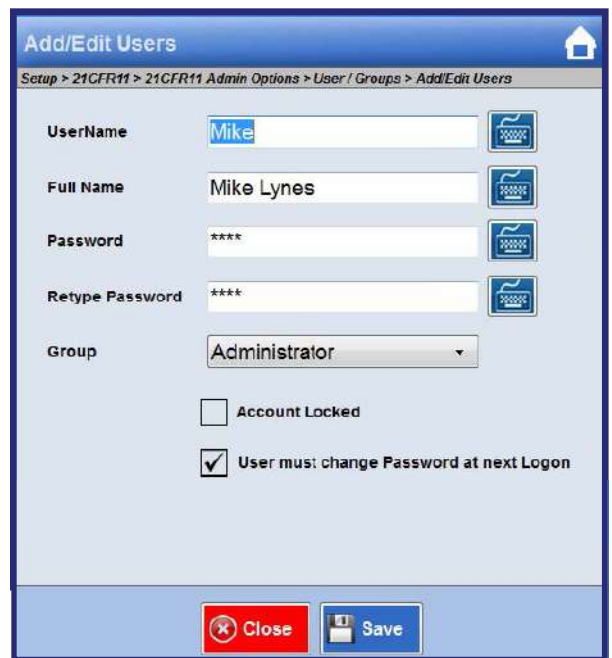 Add/Edit Users
Setup > 21CFR11 > 21CFR11 Admin Options > User / Groups > Add/Edit Users
UserName Mike
Full Name Mike Lynes
Password ****
Retype Password ****
Group Administrator
Account Locked
User must change Password at next Logon
Close Save